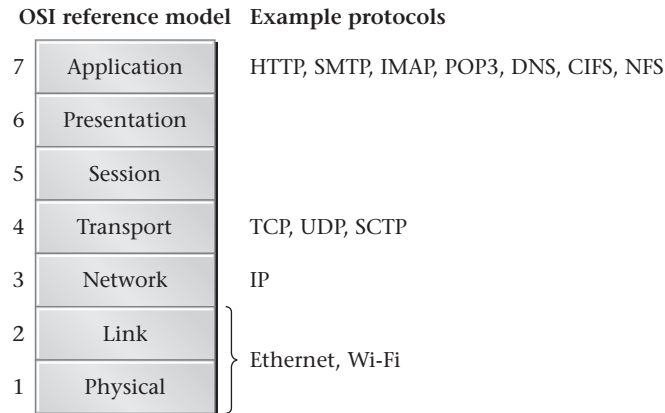 OSI reference model Example protocols
7 Application HTTP, SMTP, IMAP, POP3, DNS, CIFS, NFS
6 Presentation
5 Session
4 Transport TCP, UDP, SCTP
3 Network IP
2 Link
Ethernet, Wi-Fi
1 Physical